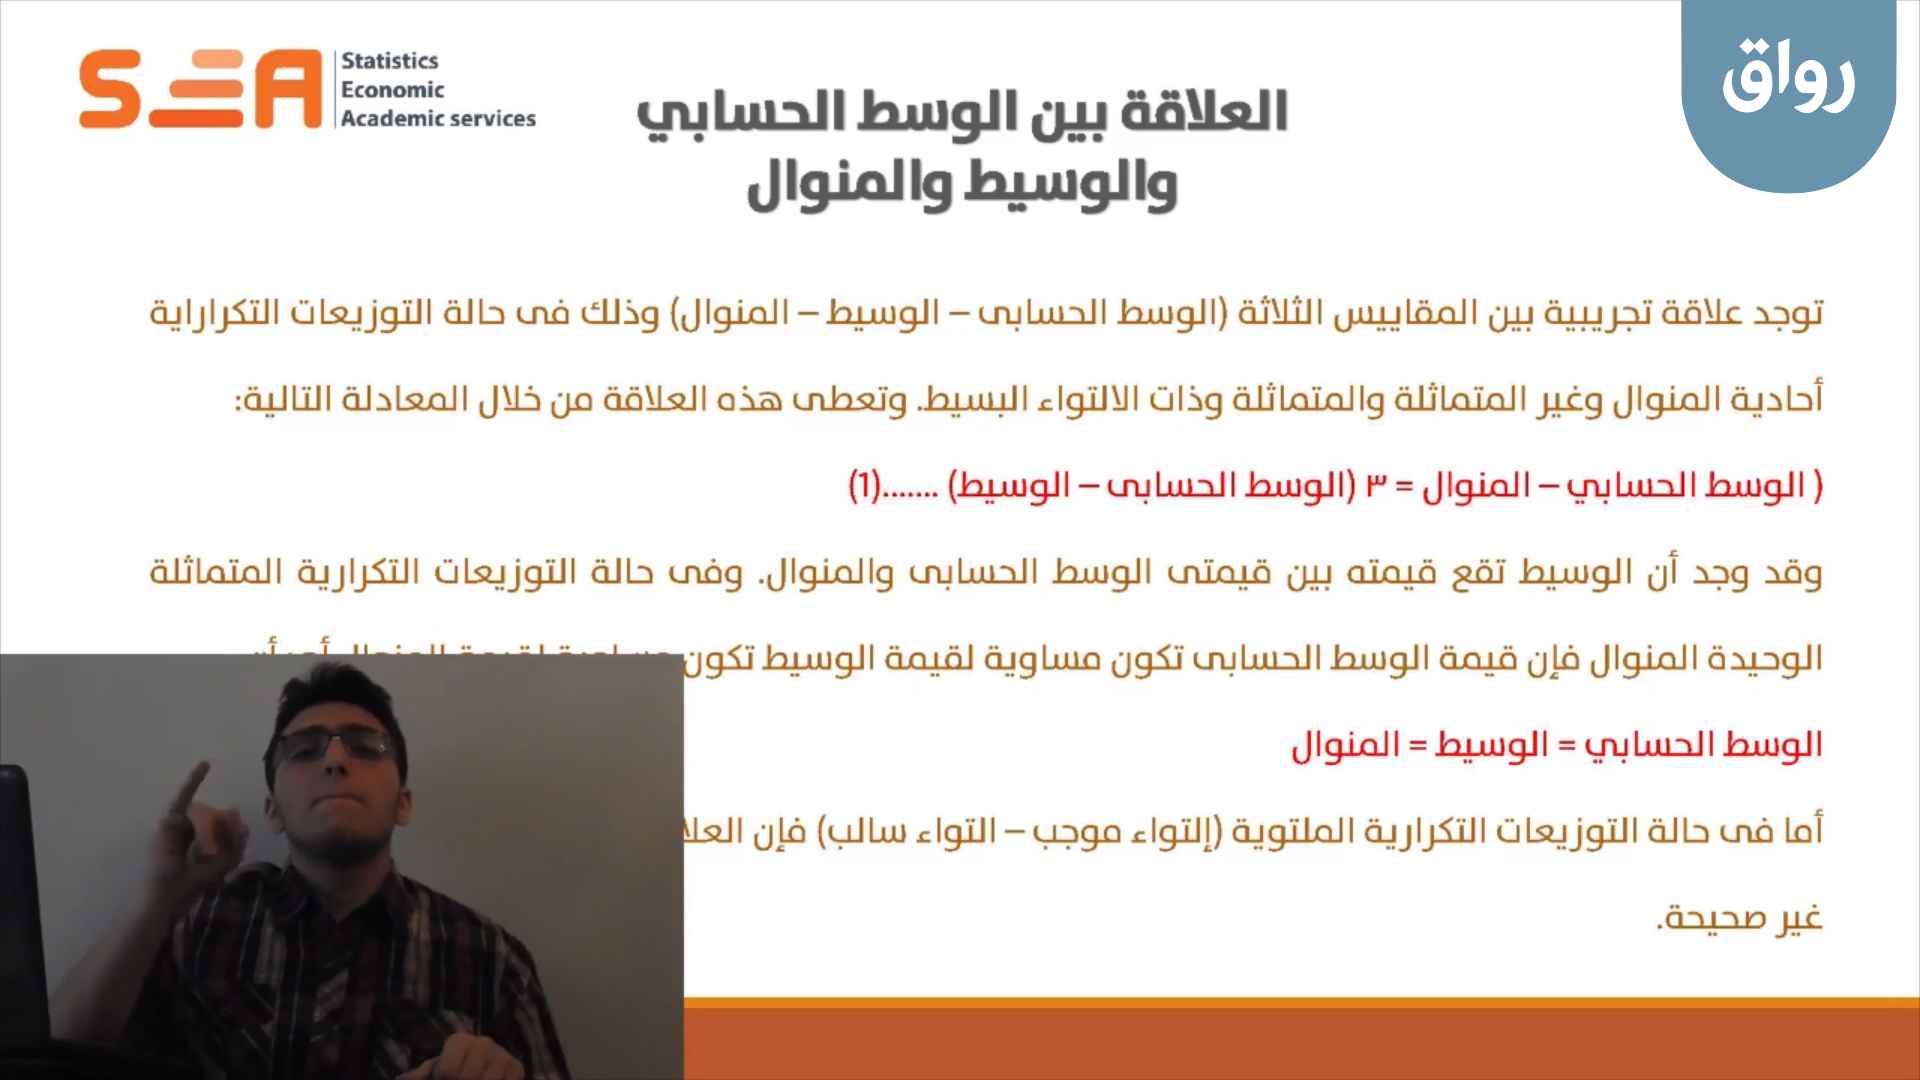 SEA
Statistics
Economic
Academic services
رواق
العلاقة بين الوسط الحسابي
والوسيط والمنوال
توجد علاقة تجريبية بين المقاييس الثلاثة (الوسط الحسابى – الوسيط – المنوال) وذلك فى حالة التوزيعات التكراراية
أحادية المنوال وغير المتماثلة والمتماثلة وذات الالتواء البسيط. وتعطى هذه العلاقة من خلال المعادلة التالية:
( الوسط الحسابي – المنوال = ٣ (الوسط الحسابى – الوسيط) .......(1)
وقد وجد أن الوسيط تقع قيمته بين قيمتى الوسط الحسابى والمنوال. وفى حالة التوزيعات التكرارية المتماثلة
الوحيدة المنوال فإن قيمة الوسط الحسابى تكون مساوية لقيمة الوسيط تكون
الوسط الحسابي = الوسيط = المنوال
أما فى حالة التوزيعات التكرارية الملتوية (إلتواء موجب – التواء سالب) فإن
غير صحيحة.